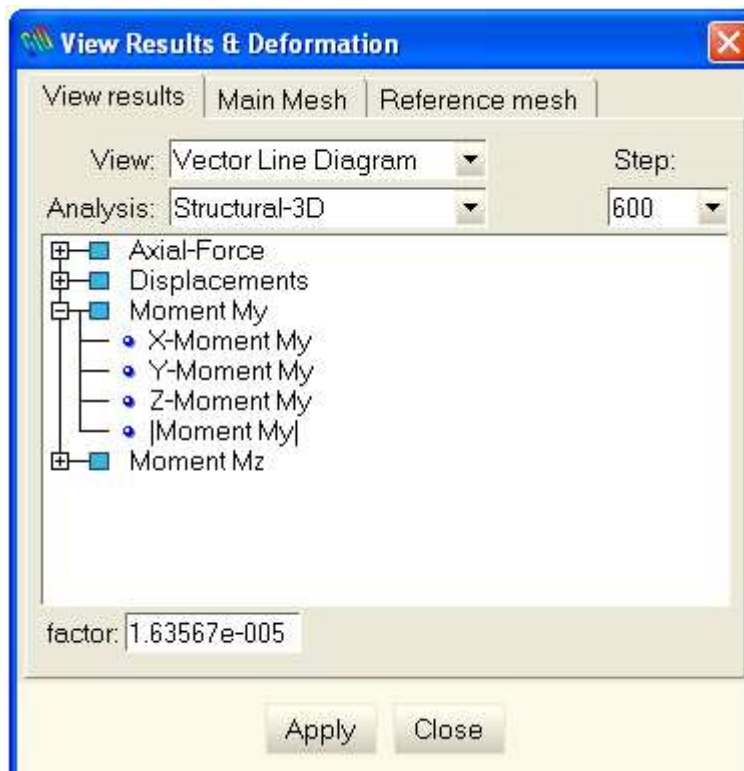 View Results & Deformation
View results Main Mesh Reference mesh
View: Vector Line Diagram Step:
Analysis: Structural-3D 600
Axial-Force
Displacements
Moment My
X-Moment My
Y-Moment My
Z-Moment My
|Moment My|
Moment Mz
factor: 1.63567e-005
Apply Close